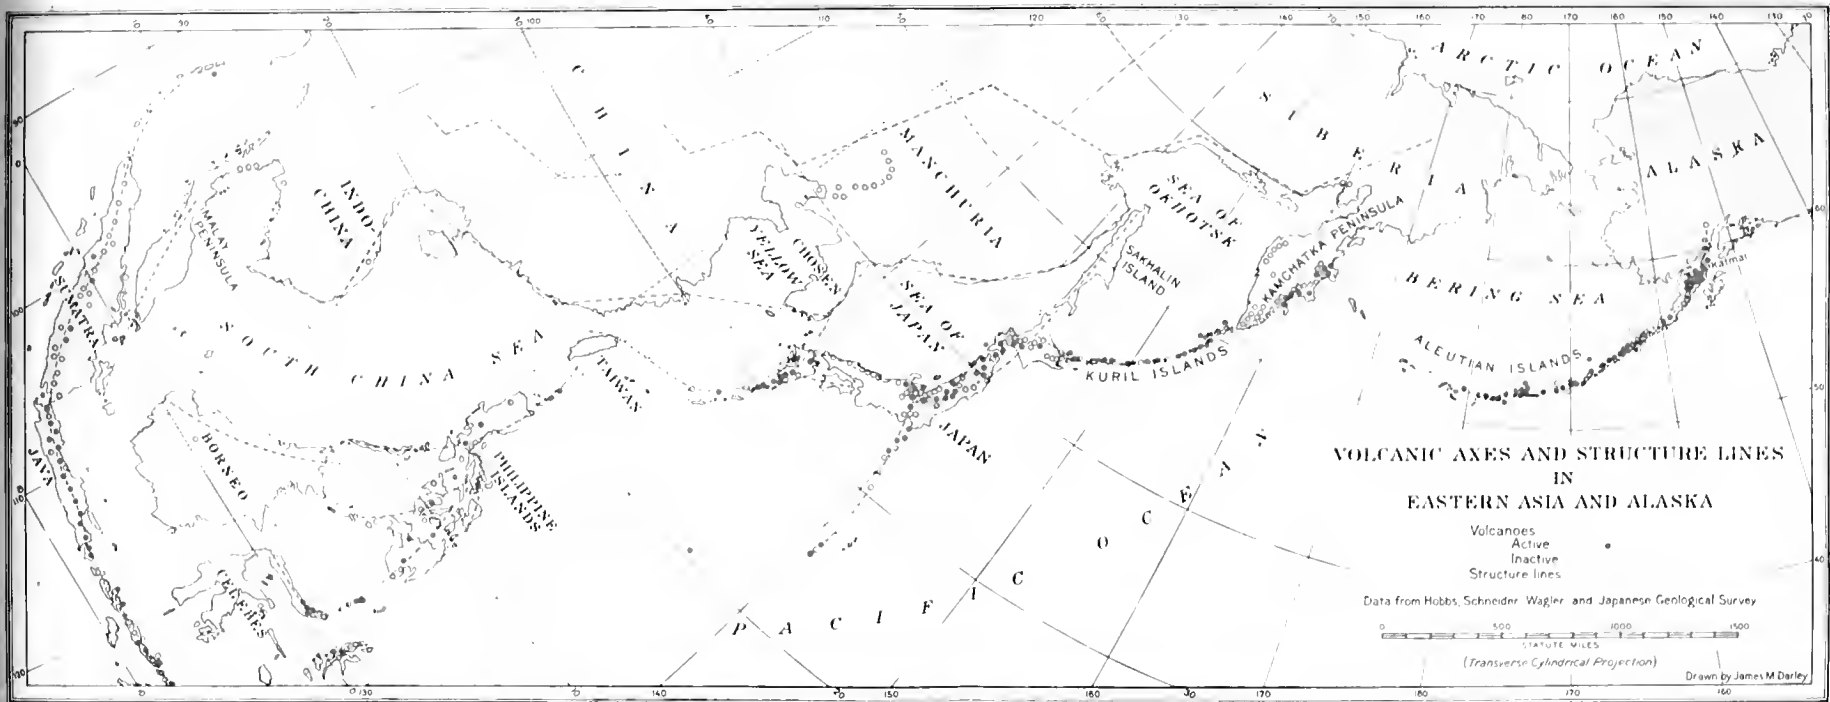 ARCTIC OCEAN
CHINA
SIBERIA
ALASKA
MANCHURIA
INDO-
CHINA
MALAY
PENINSULA
SEA OF
OKHOTSK
YELLOW
SEA
CHOSEN
SAKHALIN
ISLAND
KAMCHATKA PENINSULA
Katmai
BERING SEA
SUMATRA
SOUTH CHINA SEA
SEA OF
JAPAN
TAIWAN
KURIL ISLANDS
ALEUTIAN ISLANDS
JAVA
BORNEO
PHILIPPINE
ISLANDS
JAPAN
CELEBES
PACIFIC OCEAN
VOLCANIC AXES AND STRUCTURE LINES
IN
EASTERN ASIA AND ALASKA
Volcanoes
Active
Inactive
Structure lines
Data from Hobbs, Schneider Wagler and Japanese Geological Survey
0 500 1000 1500
STATUTE MILES
(Transverse Cylindrical Projection)
Drawn by James M Darley